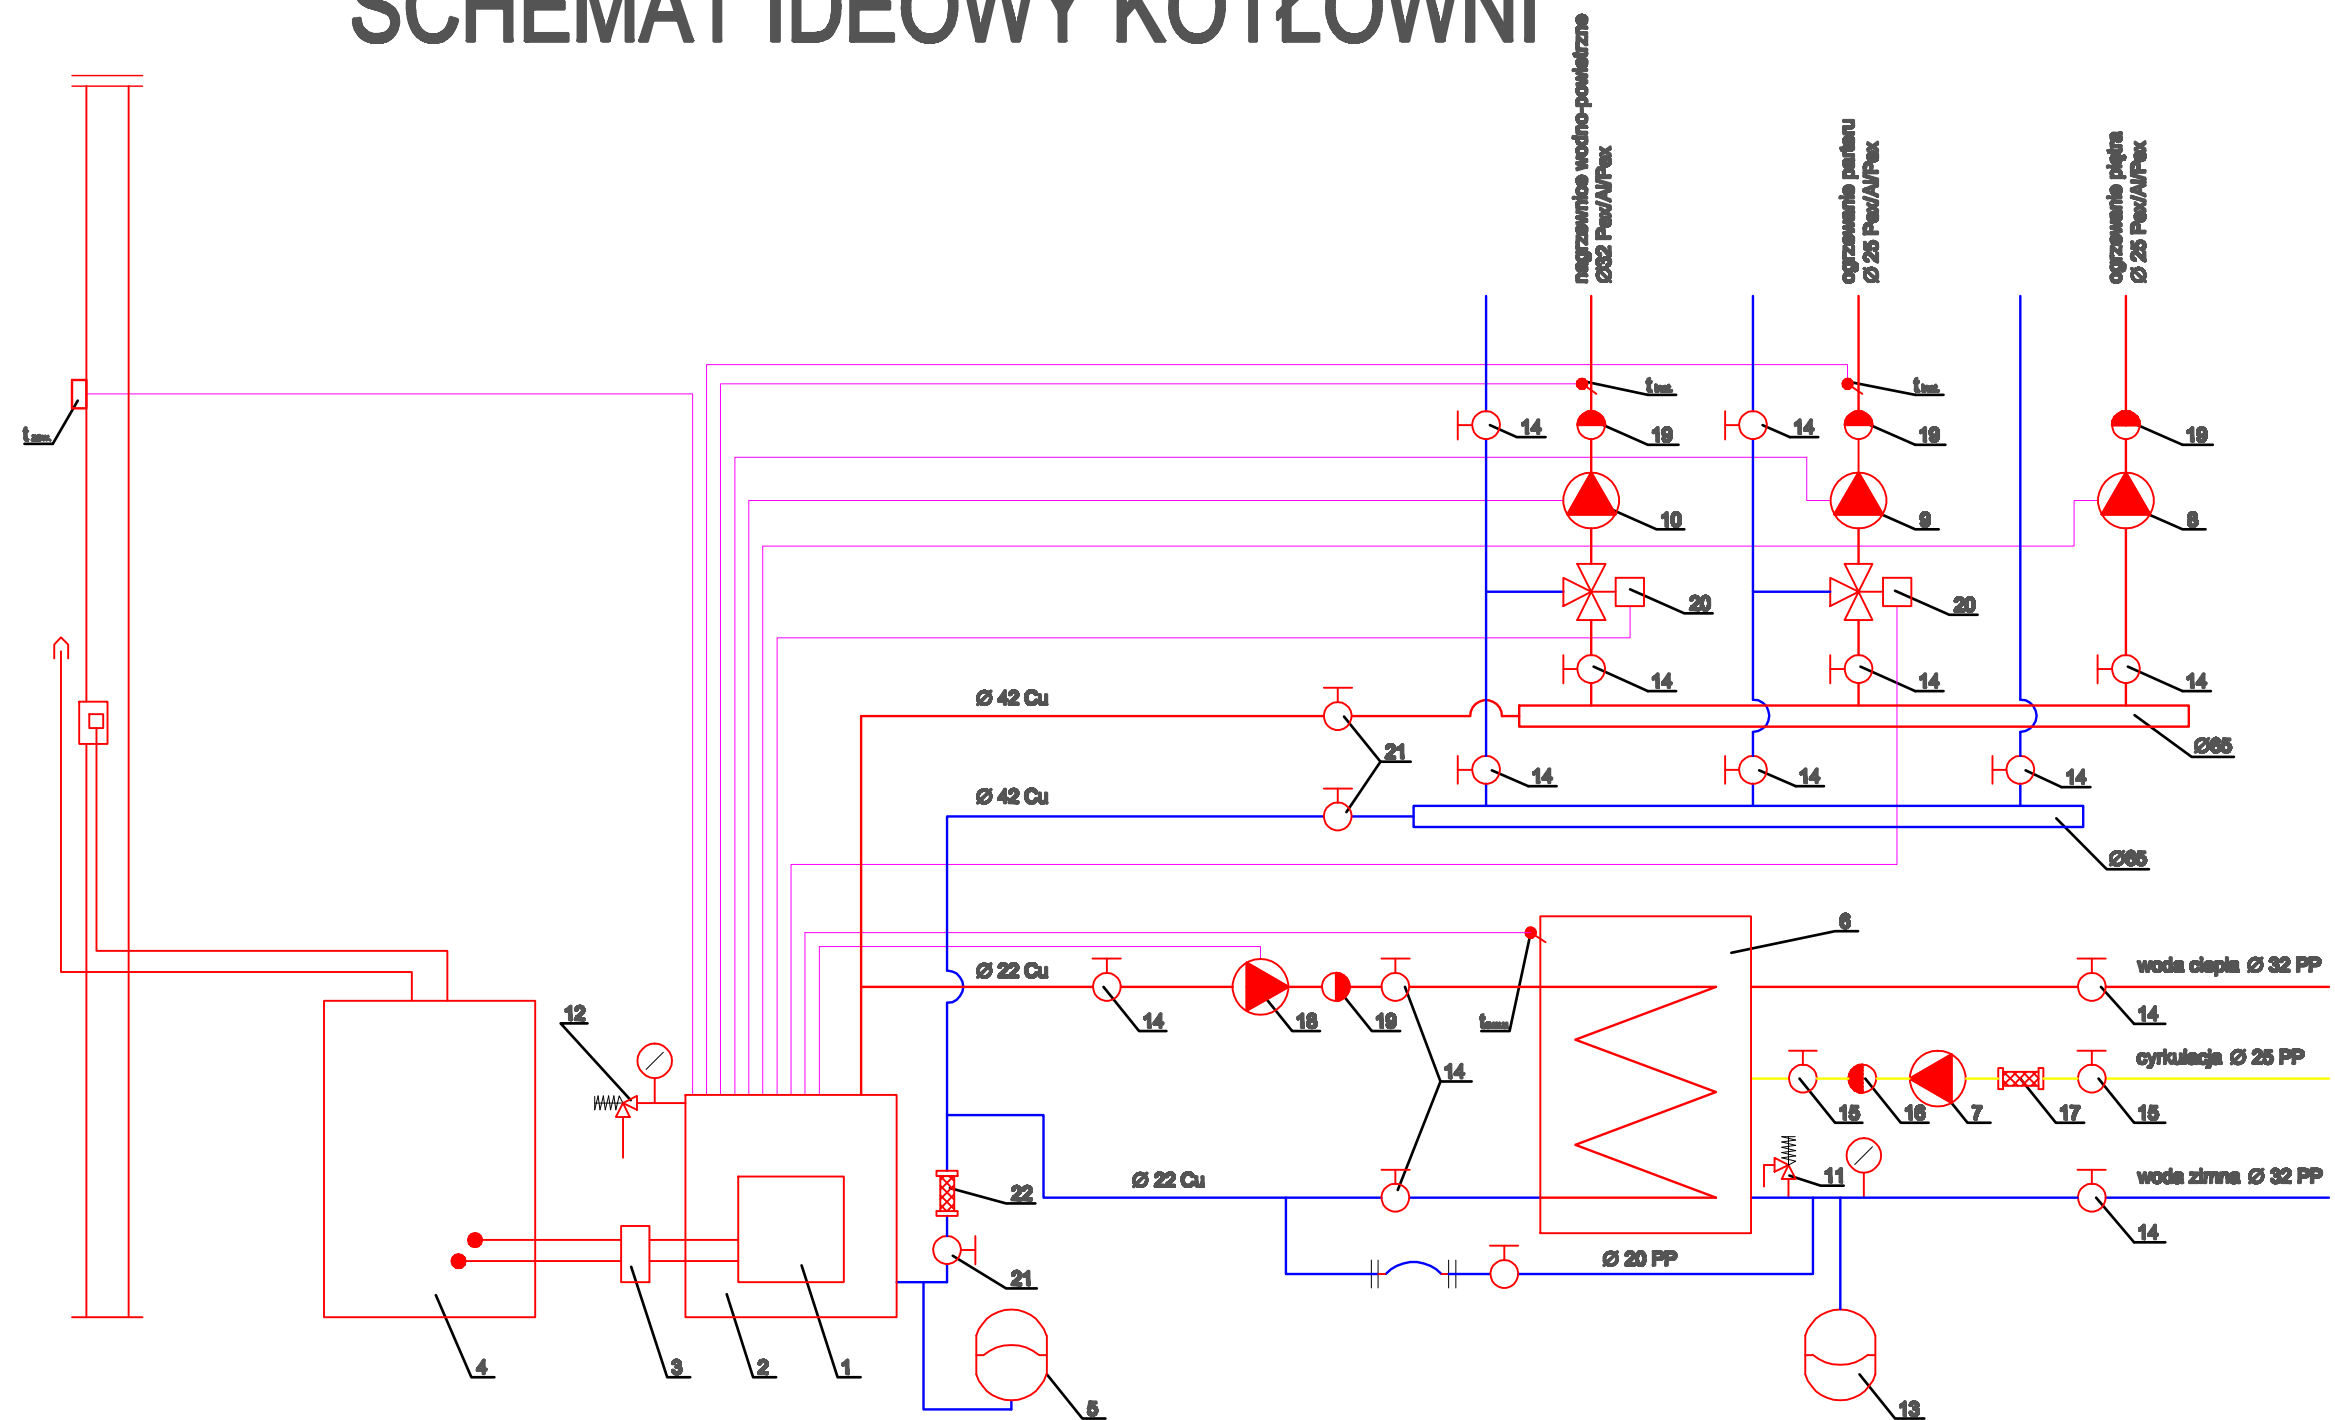 SCHEMAT IDEOWY KOTŁOWNI
nagrzewnice wodno-powietrzne
Ø32 Pex/Al/Pex
ogrzewanie parteru
Ø 25 Pex/Al/Pex
ogrzewanie piętra
Ø 25 Pex/Al/Pex
t inst.
t inst.
14
19
14
19
19
t zew.
10
9
8
20
20
14
14
14
Ø 42 Cu
21
Ø65
14
14
14
Ø 42 Cu
Ø65
6
Ø 22 Cu
woda ciepła Ø 32 PP
12
14
18
19
t
14
cyrkulacja Ø 25 PP
14
15
16
7
17
15
Ø 22 Cu
11
woda zimna Ø 32 PP
22
14
21
Ø 20 PP
4
3
2
1
5
13